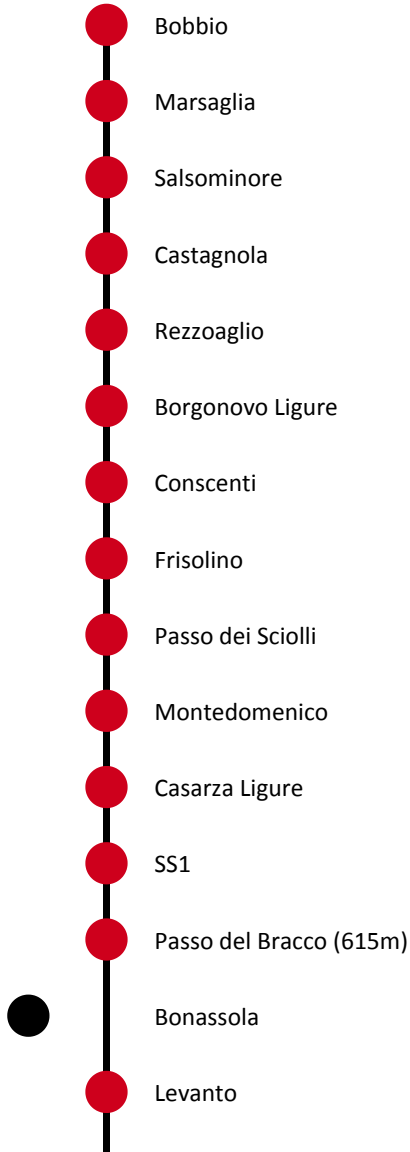 Bobbio
Marsaglia
Salsominore
Castagnola
Rezzoaglio
Borgonovo Ligure
Conscenti
Frisolino
Passo dei Sciolli
Montedomenico
Casarza Ligure
SS1
Passo del Bracco (615m)
Bonassola
Levanto